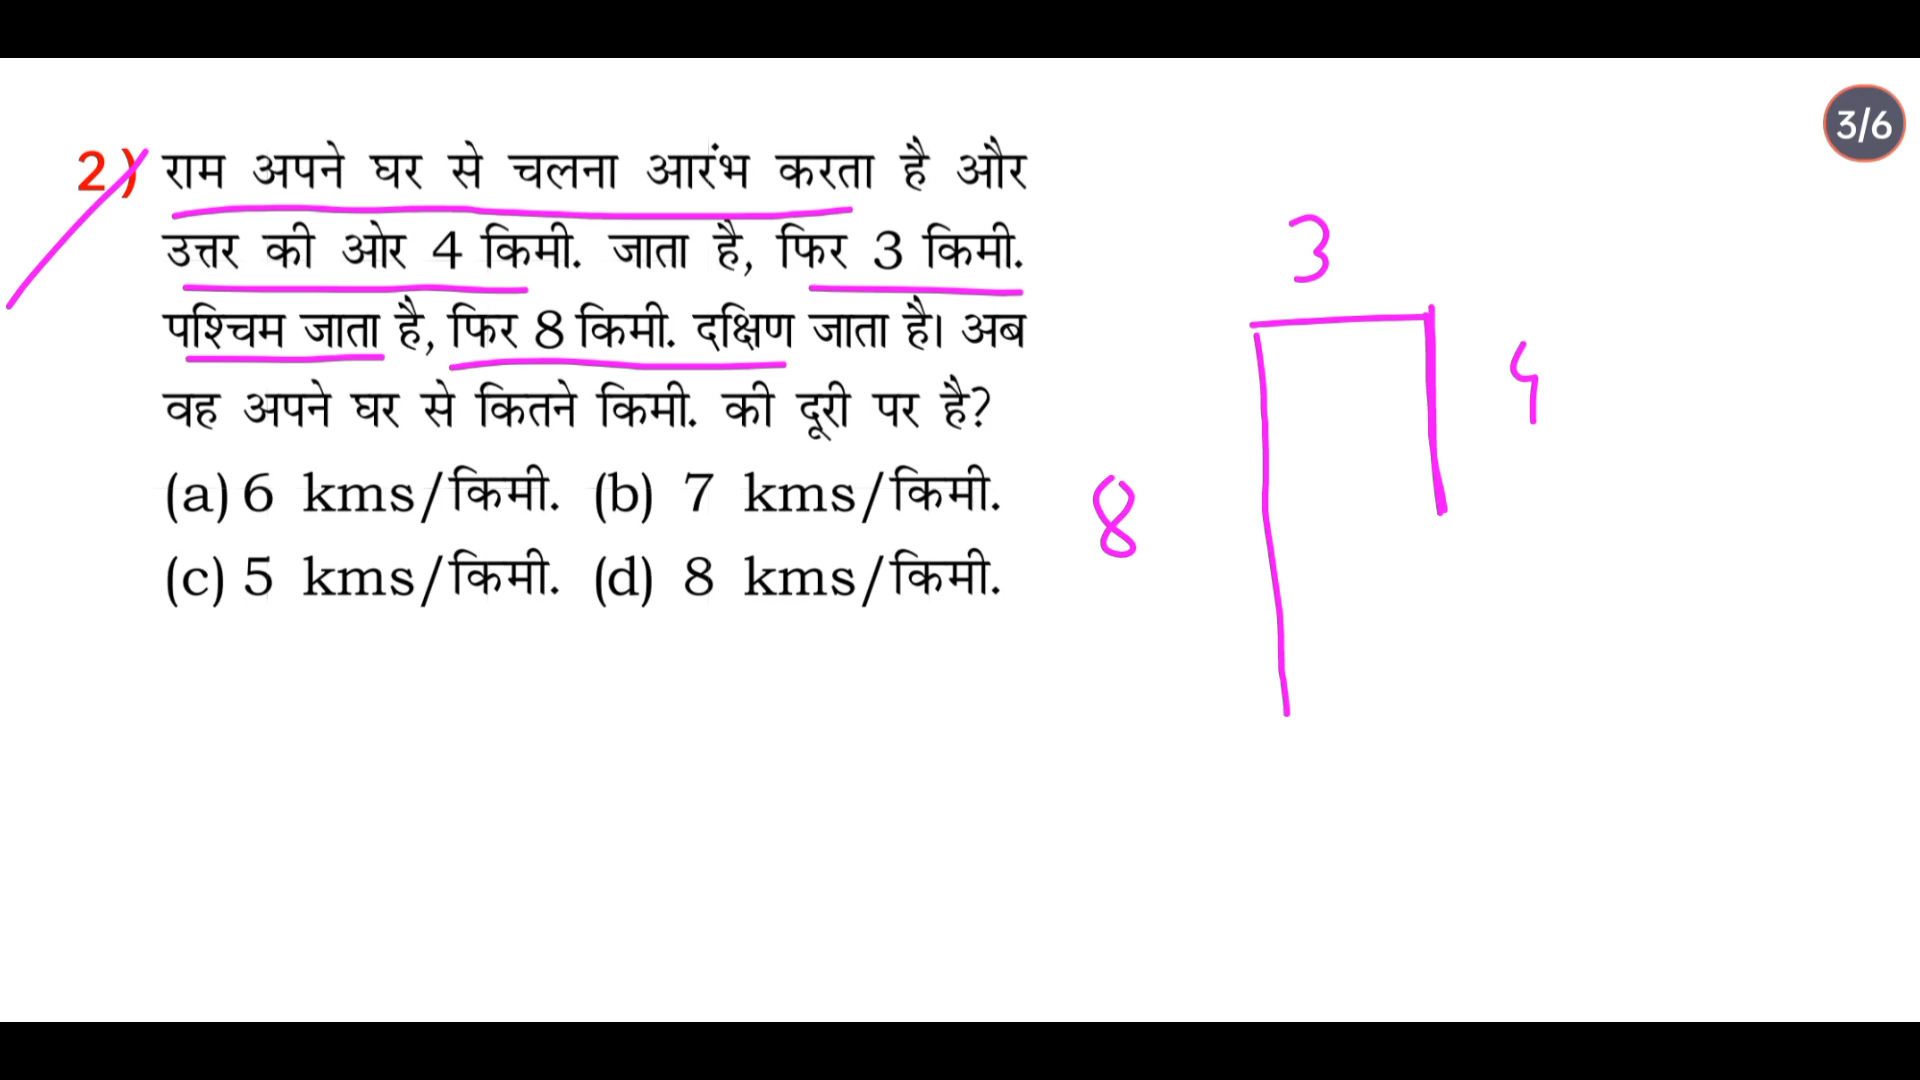 3/6
2) राम अपने घर से चलना आरंभ करता है और
उत्तर की ओर 4 किमी. जाता है, फिर 3 किमी.
पश्चिम जाता है, फिर 8 किमी. दक्षिण जाता है। अब
वह अपने घर से कितने किमी. की दूरी पर है?
(a) 6 kms/किमी. (b) 7 kms/किमी.
(c) 5 kms/किमी. (d) 8 kms/किमी.
3
4
8